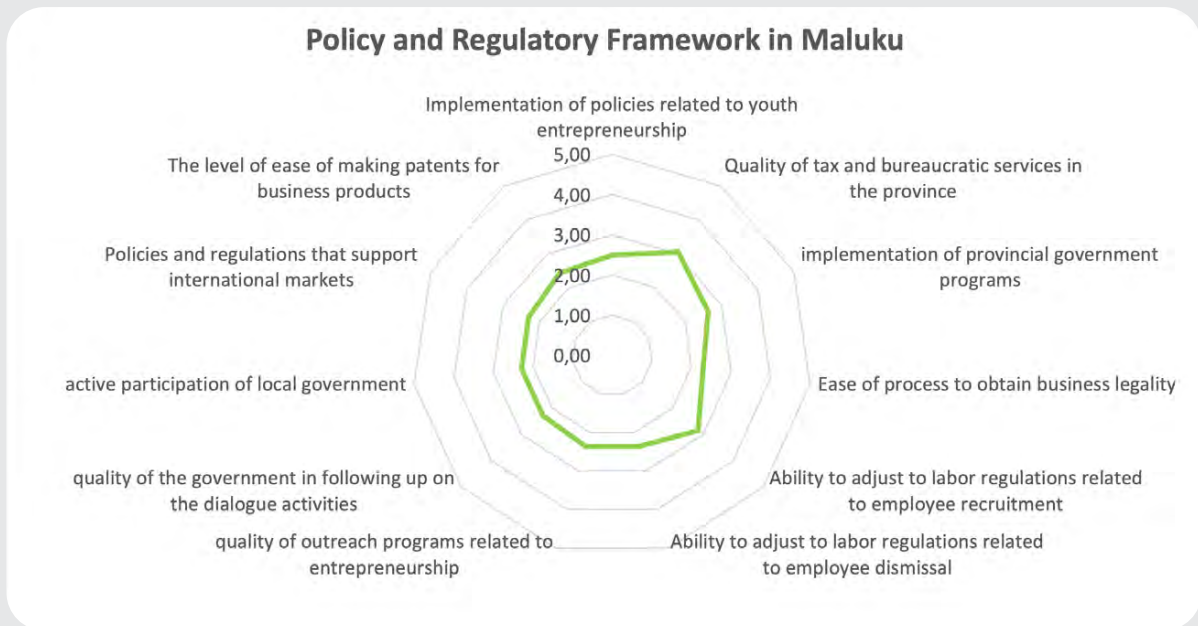 Policy and Regulatory Framework in Maluku
Implementation of policies related to youth
entrepreneurship
Quality of tax and bureaucratic services in
the province
implementation of provincial government
programs
Ease of process to obtain business legality
Ability to adjust to labor regulations related
to employee recruitment
Ability to adjust to labor regulations related
to employee dismissal
quality of outreach programs related to
entrepreneurship
quality of the government in following up on
the dialogue activities
active participation of local government
Policies and regulations that support
international markets
The level of ease of making patents for
business products
5,00
4,00
3,00
2,00
1,00
0,00